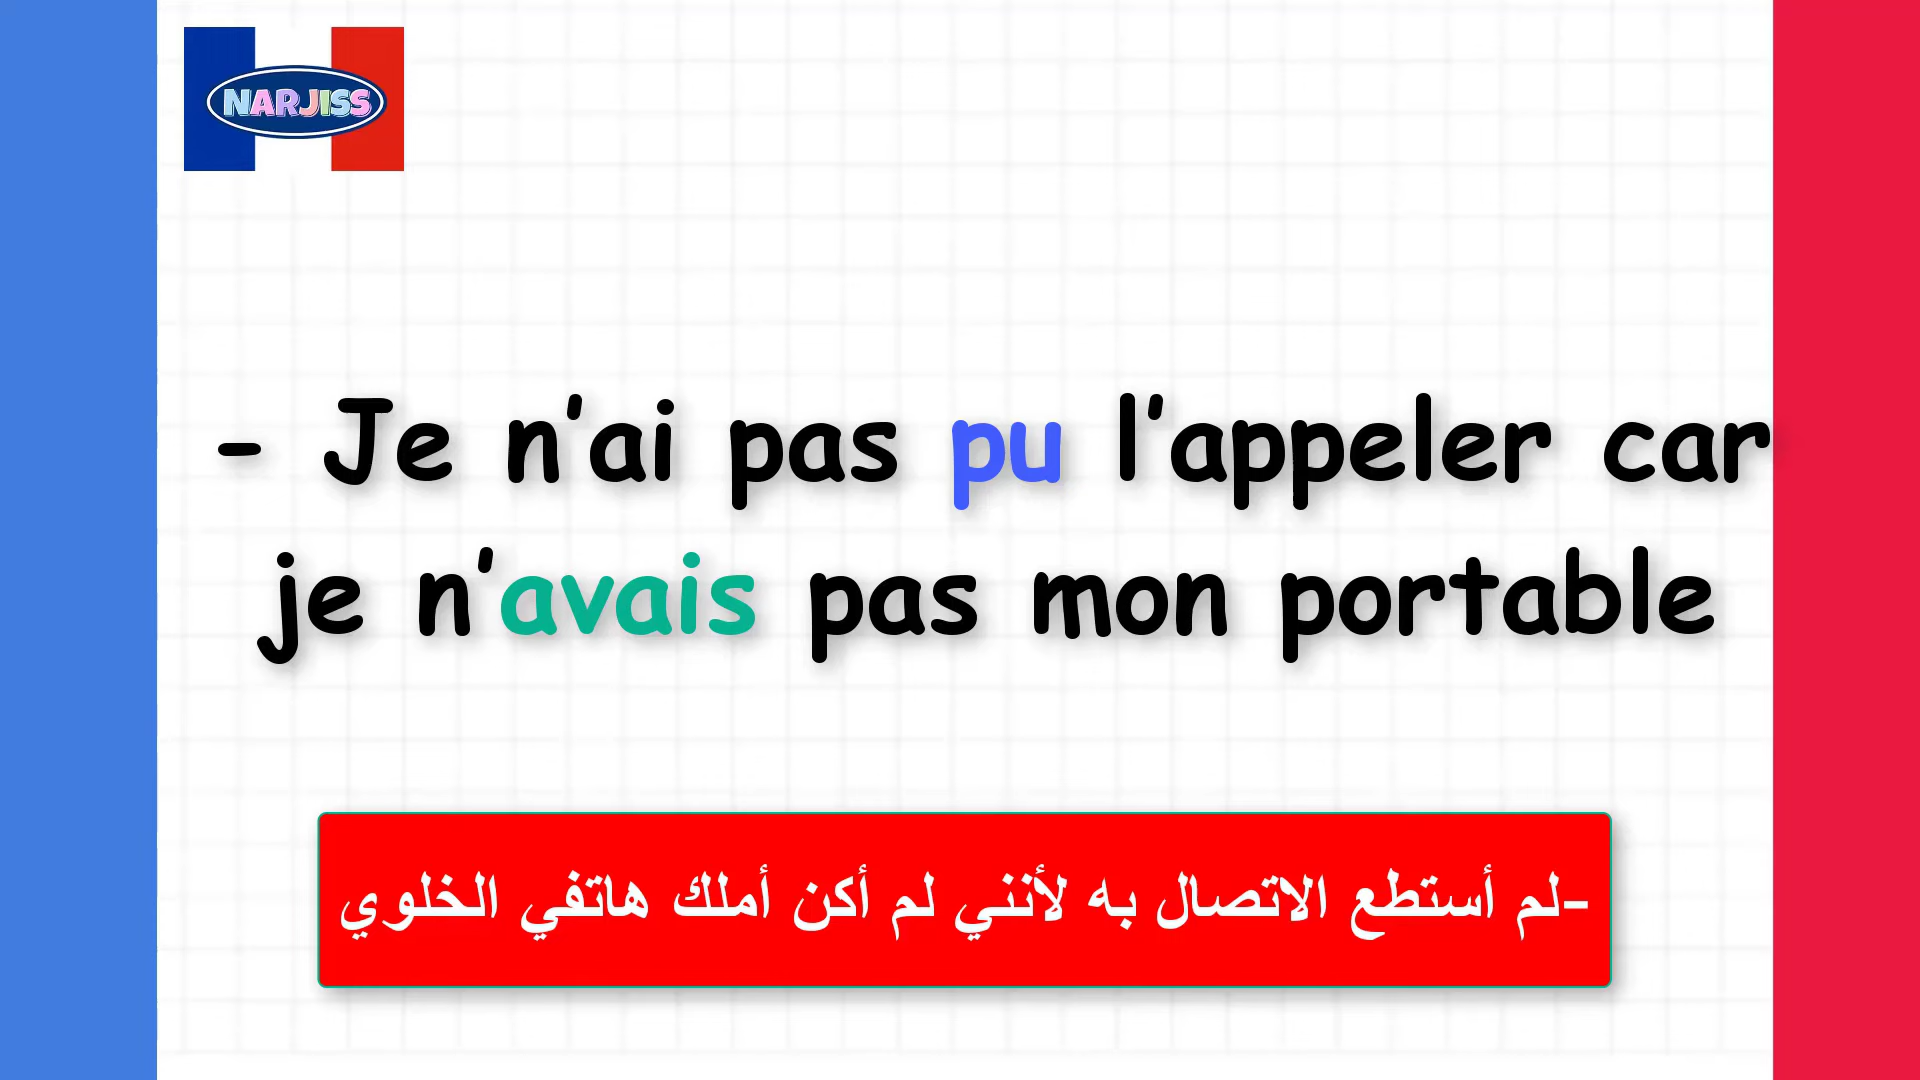 NARJISS
- Je n’ai pas pu l’appeler car
je n’avais pas mon portable
-لم أستطع الاتصال به لأنني لم أكن أملك هاتفي الخلوي